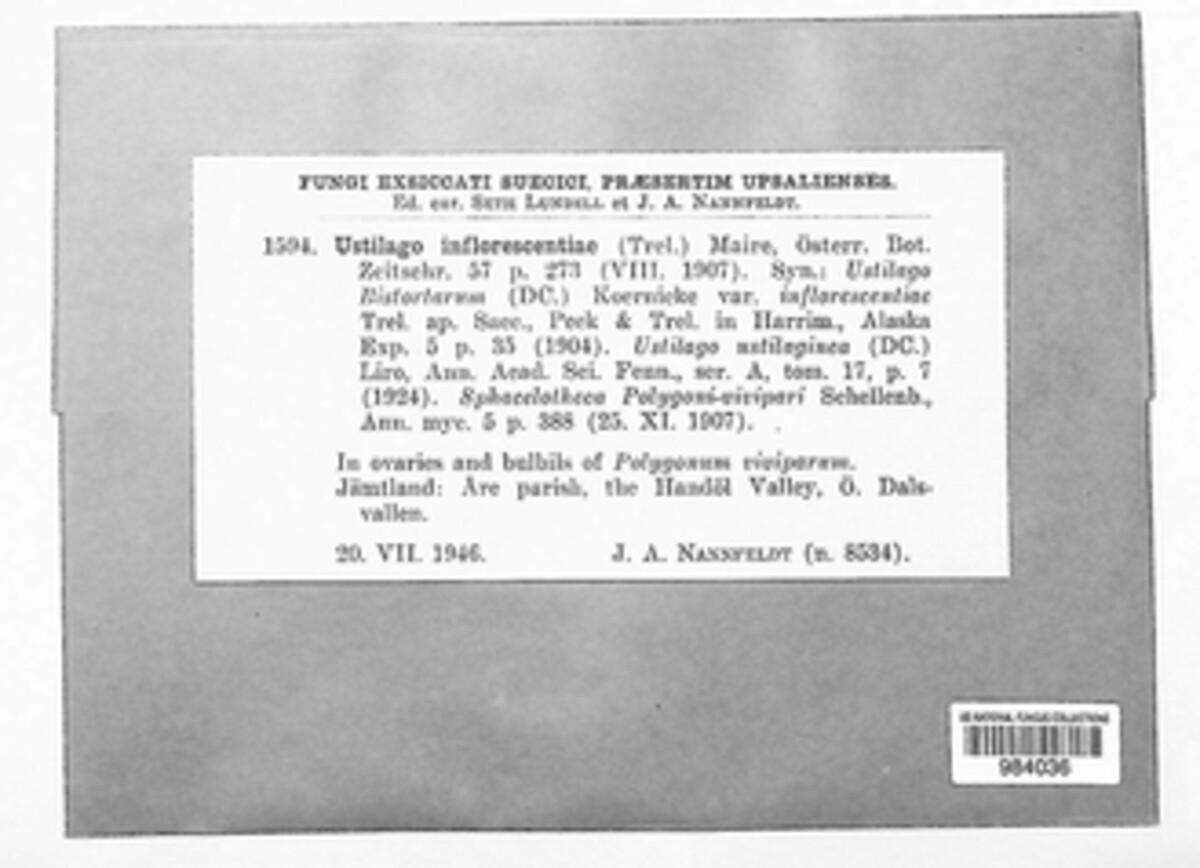 FUNGI EXSICCATI SUECICI, PRÆSERTIM UPSALIENSES.
Ed. cur. SETH LUNDELL et J. A. NANNFELDT.
1594. Ustilago inflorescentiae (Trel.) Maire, Österr. Bot.
Zeitschr. 57 p. 273 (VIII. 1907). Syn.: Ustilago
Bistortarum (DC.) Koernicke var. inflorescentiae
Trel. ap. Sacc., Peck & Trel. in Harrim., Alaska
Exp. 5 p. 35 (1904). Ustilago ustilaginea (DC.)
Liro, Ann. Acad. Sci. Fenn., ser. A, tom. 17, p. 7
(1924). Sphacelotheca Polygoni-vivipari Schellenb.,
Ann. myc. 5 p. 388 (25. XI. 1907).
In ovaries and bulbils of Polygonum viviparum.
Jämtland: Åre parish, the Handöl Valley, Ö. Dals-
vallen.
20. VII. 1946. J. A. NANNFELDT (n. 8534).
US NATIONAL FUNGUS COLLECTIONS
984036